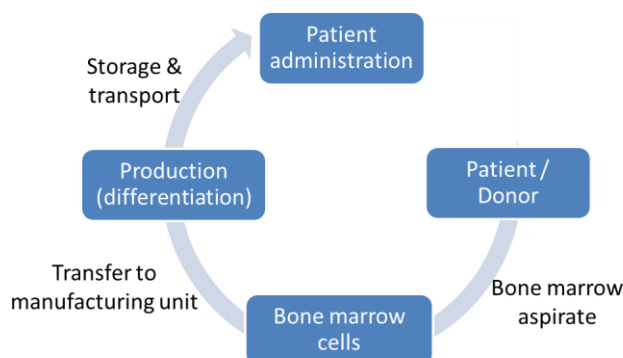 Patient
administration
Storage &
transport
Production
(differentiation)
Patient /
Donor
Transfer to
manufacturing unit
Bone marrow
cells
Bone marrow
aspirate